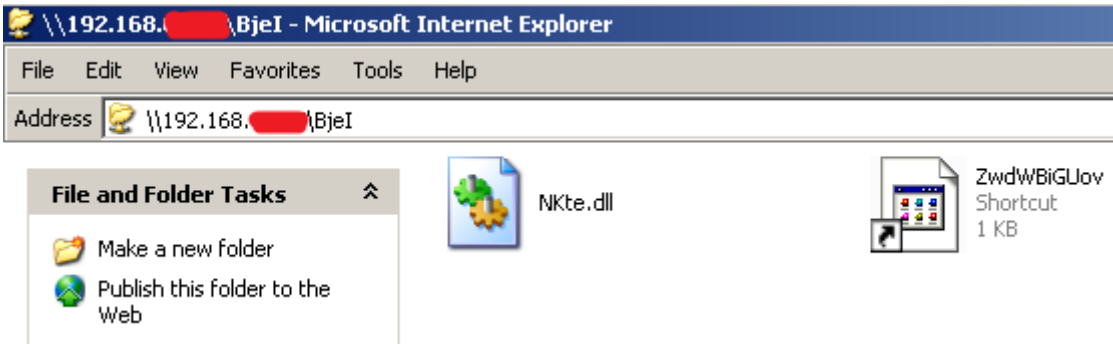 \\192.168. \BjeI - Microsoft Internet Explorer
File Edit View Favorites Tools Help
Address \\192.168. \BjeI
File and Folder Tasks
Make a new folder
Publish this folder to the
Web
NKte.dll
ZwdWBiGUov
Shortcut
1 KB